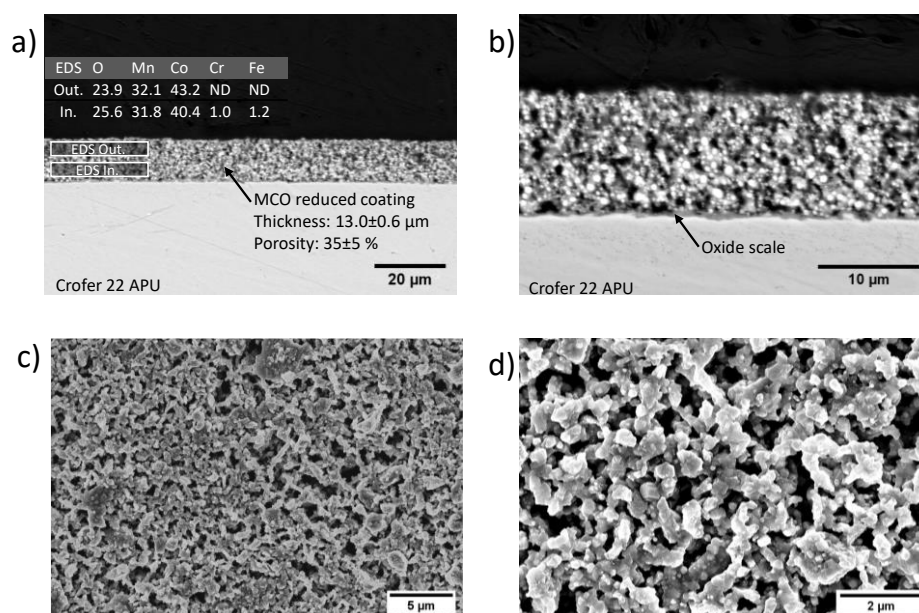 a)
EDS O Mn Co Cr Fe
Out. 23.9 32.1 43.2 ND ND
In. 25.6 31.8 40.4 1.0 1.2
EDS Out.
EDS In.
MCO reduced coating
Thickness: 13.0±0.6 µm
Porosity: 35±5 %
20 µm
Crofer 22 APU
b)
Oxide scale
10 µm
Crofer 22 APU
c)
5 µm
d)
2 µm